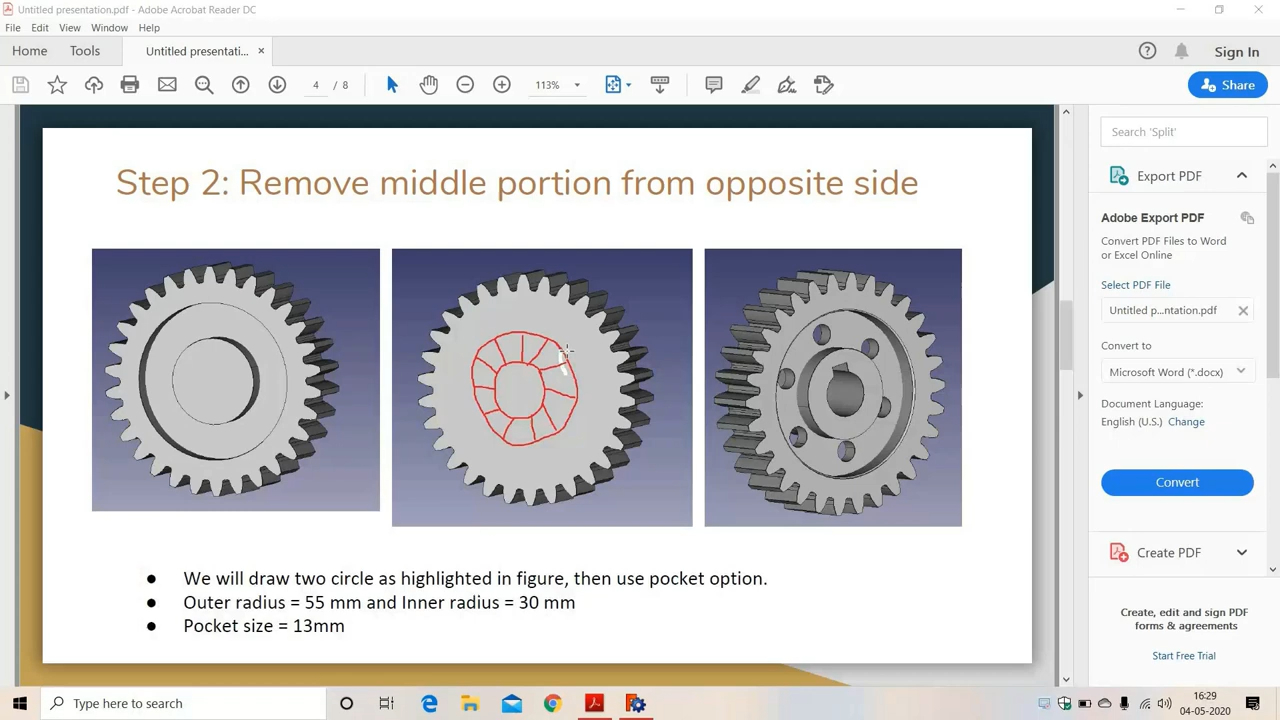 Untitled presentation.pdf - Adobe Acrobat Reader DC
File Edit View Window Help
Home Tools Untitled presentati... ×
Sign In
4 / 8
113%
Share
Step 2: Remove middle portion from opposite side
● We will draw two circle as highlighted in figure, then use pocket option.
● Outer radius = 55 mm and Inner radius = 30 mm
● Pocket size = 13mm
Search 'Split'
Export PDF
Adobe Export PDF
Convert PDF Files to Word
or Excel Online
Select PDF File
Untitled p...ntation.pdf
Convert to
Microsoft Word (*.docx)
Document Language:
English (U.S.) Change
Convert
Create PDF
Create, edit and sign PDF
forms & agreements
Start Free Trial
Type here to search
16:29
04-05-2020